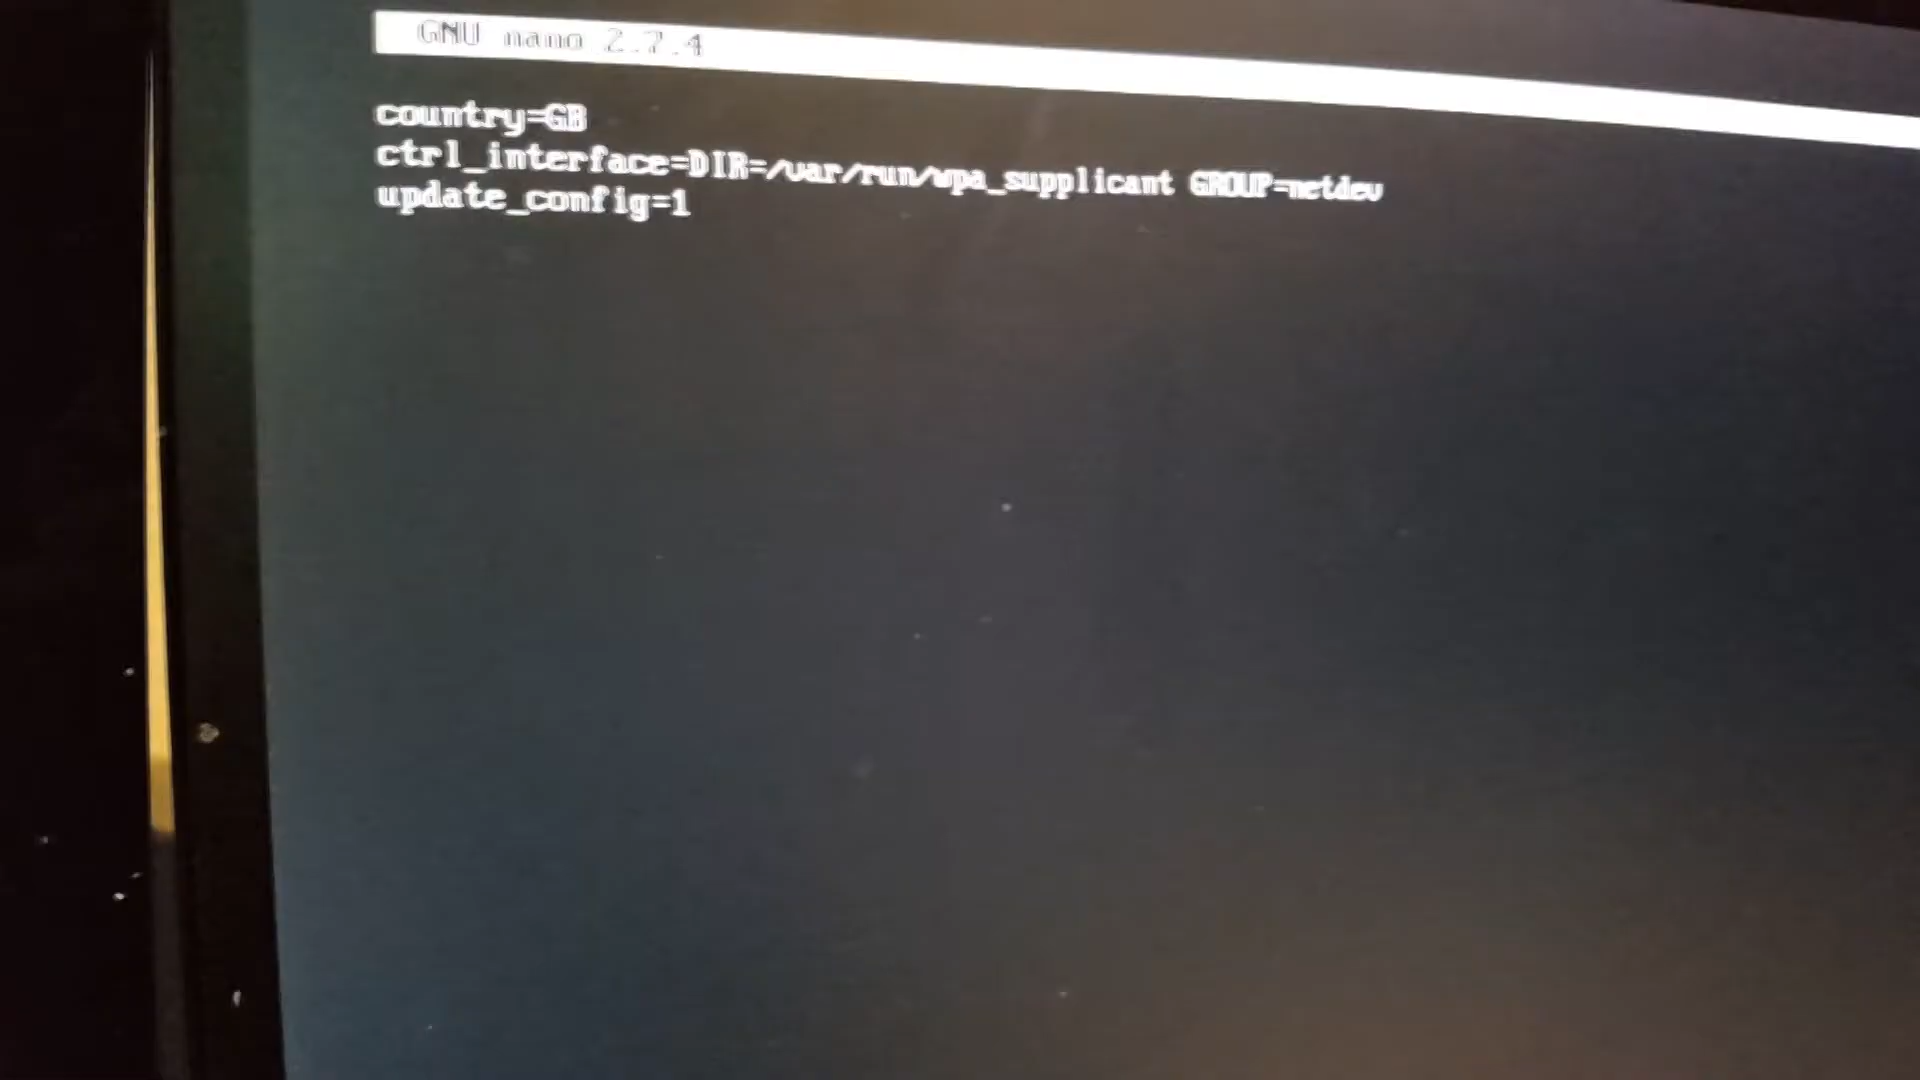 GNU nano 2.7.4
country=GB
ctrl_interface=DIR=/var/run/wpa_supplicant GROUP=netdev
update_config=1